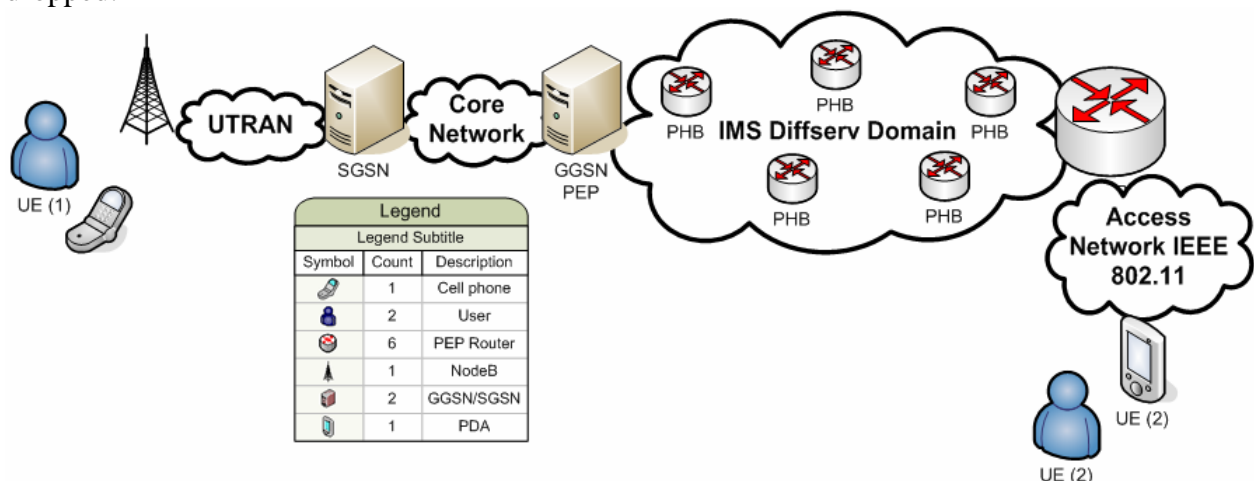 UTRAN
Core
Network
SGSN
GGSN
PEP
PHB
PHB
PHB
IMS Diffserv Domain
PHB
PHB
UE (1)
Access
Network IEEE
802.11
UE (2)
UE (2)
Legend
Legend Subtitle
Symbol Count Description
1 Cell phone
2 User
6 PEP Router
1 NodeB
2 GGSN/SGSN
1 PDA